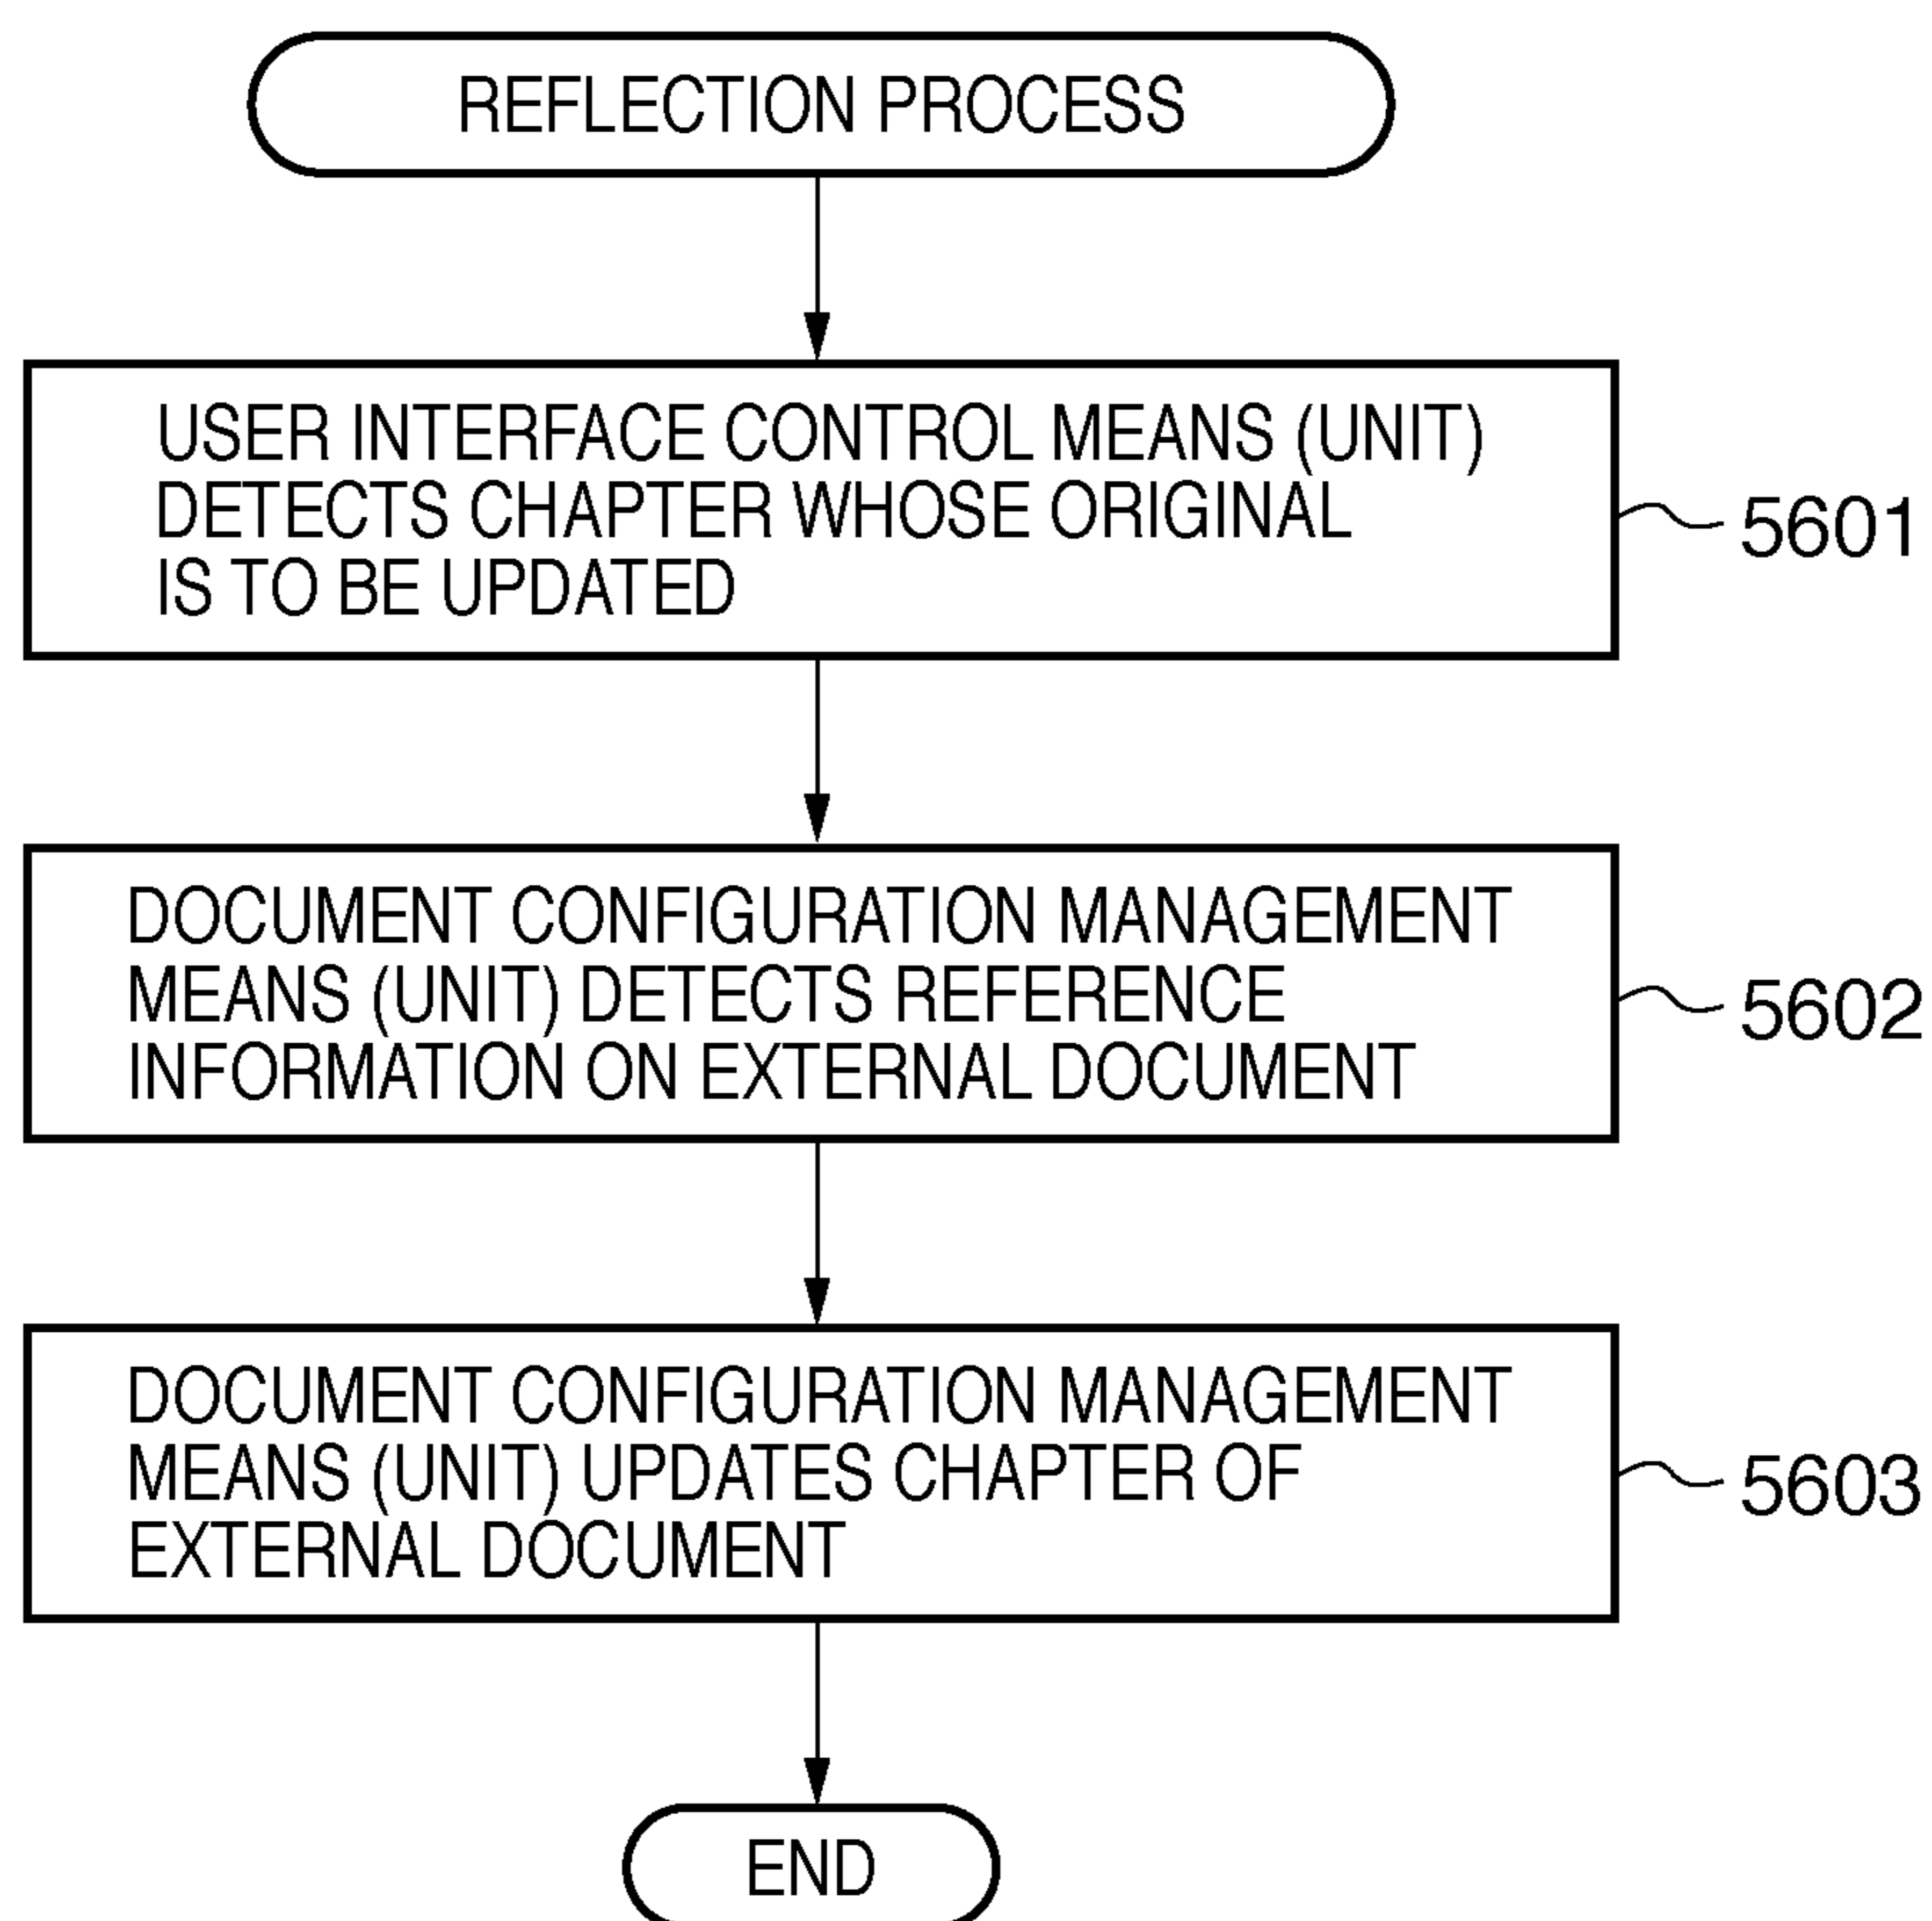 REFLECTION PROCESS
USER INTERFACE CONTROL MEANS (UNIT)
DETECTS CHAPTER WHOSE ORIGINAL
IS TO BE UPDATED
5601
DOCUMENT CONFIGURATION MANAGEMENT
MEANS (UNIT) DETECTS REFERENCE
INFORMATION ON EXTERNAL DOCUMENT
5602
DOCUMENT CONFIGURATION MANAGEMENT
MEANS (UNIT) UPDATES CHAPTER OF
EXTERNAL DOCUMENT
5603
END